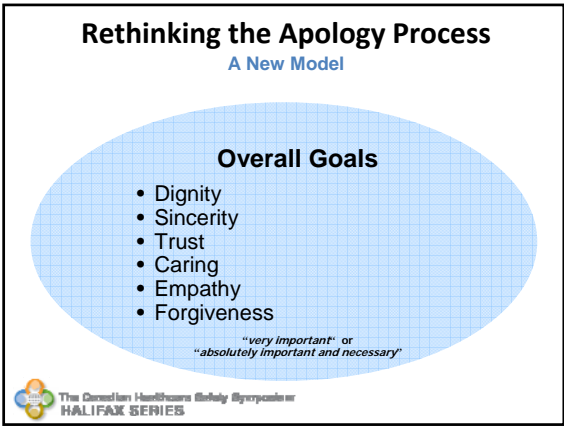 Rethinking the Apology Process
A New Model
Overall Goals
• Dignity
• Sincerity
• Trust
• Caring
• Empathy
• Forgiveness
“very important“ or
“absolutely important and necessary”
The Canadian Healthcare Safety Symposium
HALIFAX SERIES